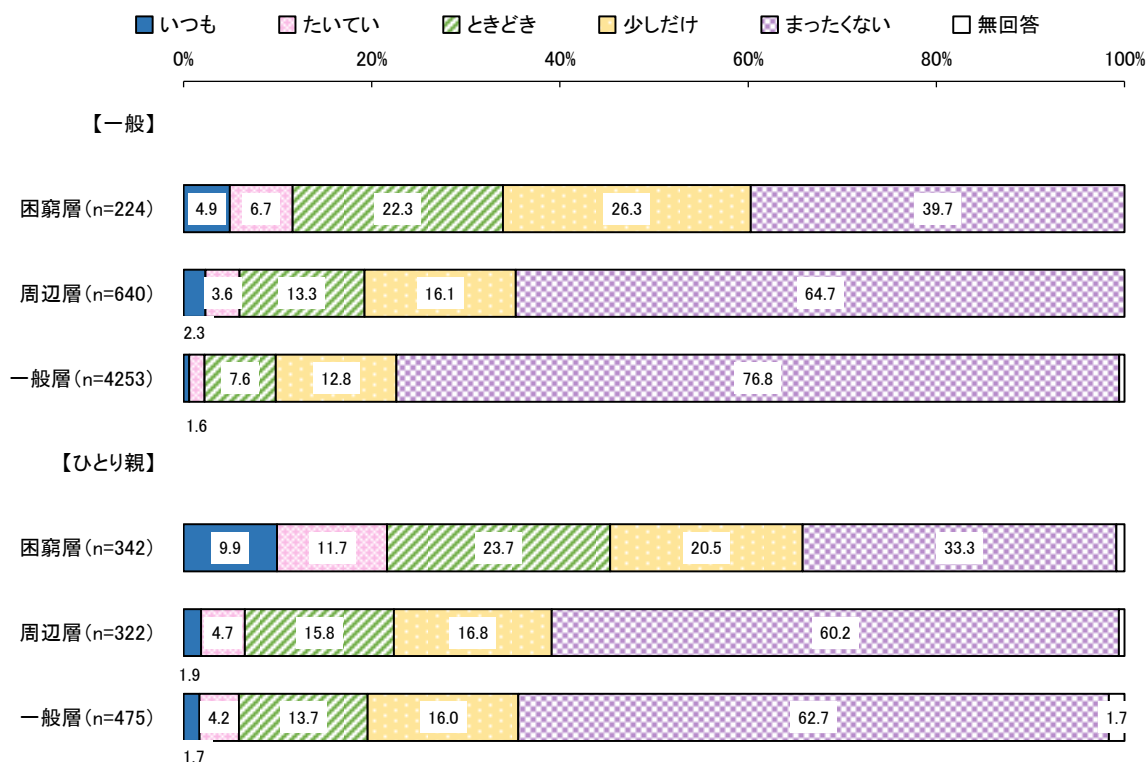 いつも たいてい ときどき 少しだけ まったくない 無回答
0% 20% 40% 60% 80% 100%
【一般】
困窮層(n=224) 4.9 6.7 22.3 26.3 39.7
周辺層(n=640) 3.6 13.3 16.1 64.7
2.3
一般層(n=4253) 7.6 12.8 76.8
1.6
【ひとり親】
困窮層(n=342) 9.9 11.7 23.7 20.5 33.3
周辺層(n=322) 4.7 15.8 16.8 60.2
1.9
一般層(n=475) 4.2 13.7 16.0 62.7 1.7
1.7